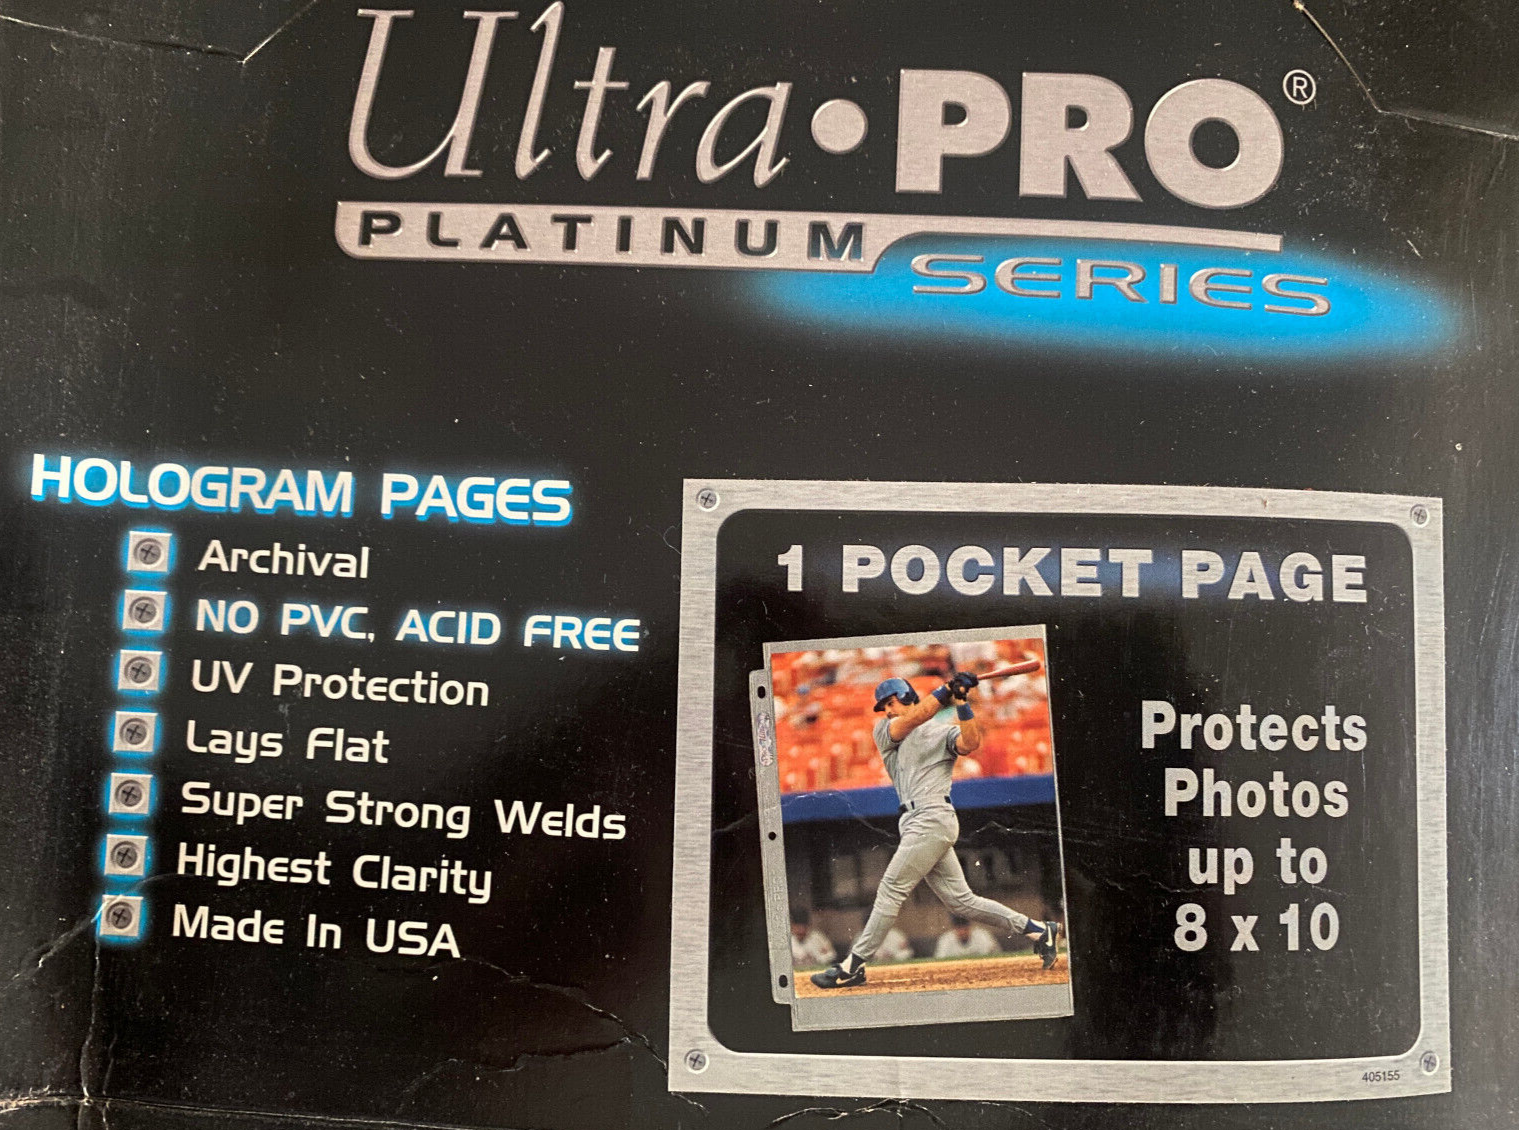 Ultra•PRO®
PLATINUM
SERIES
HOLOGRAM PAGES
Archival
NO PVC, ACID FREE
UV Protection
Lays Flat
Super Strong Welds
Highest Clarity
Made In USA
1 POCKET PAGE
Protects
Photos
up to
8 x 10
405155